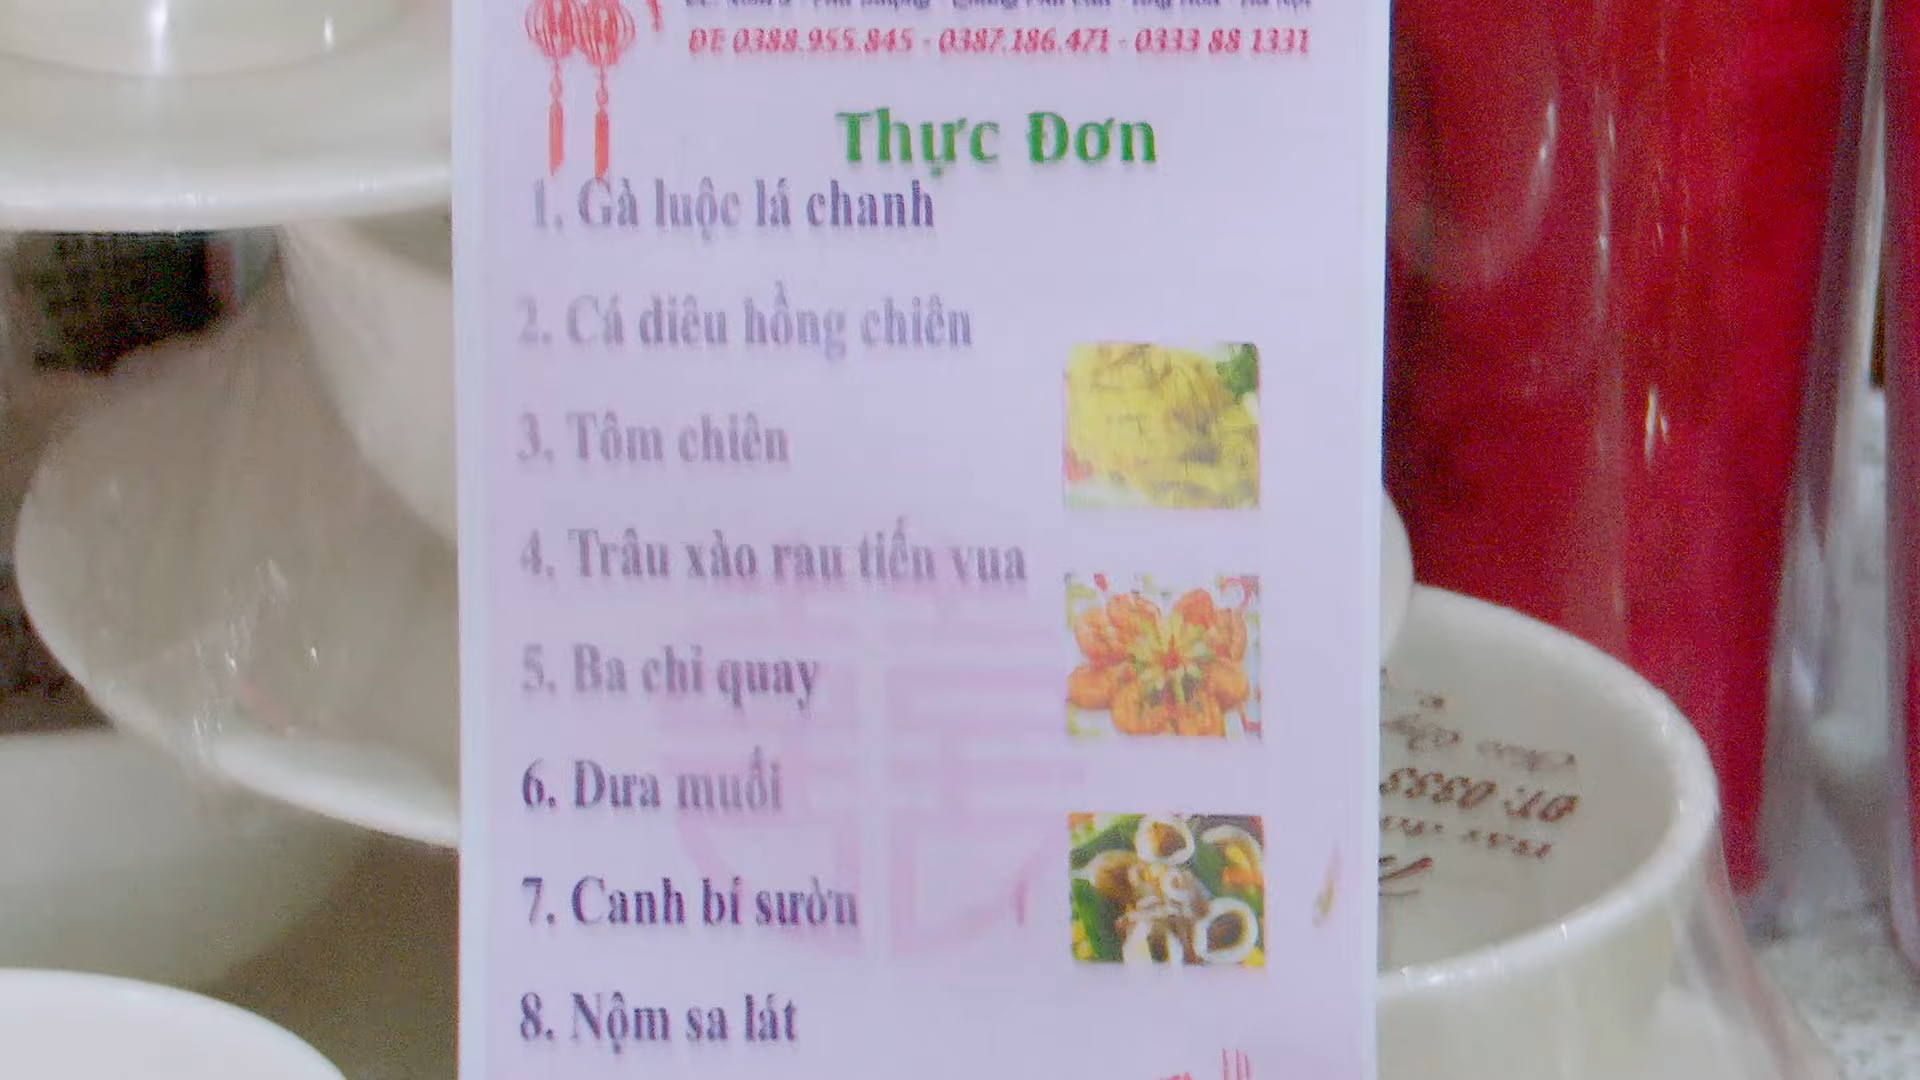 ĐT 0388.955.845 - 0387.186.471 - 0333 88 1331
Thực Đơn
1. Gà luộc lá chanh
2. Cá diêu hồng chiên
3. Tôm chiên
4. Trâu xào rau tiến vua
5. Ba chỉ quay
6. Dưa muối
7. Canh bí sườn
8. Nộm sa lát